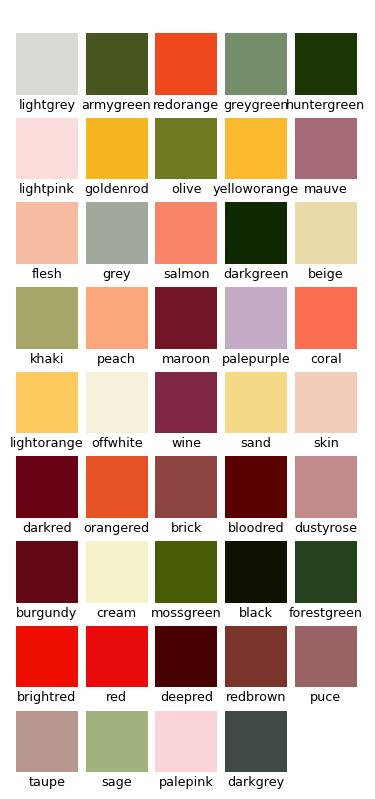 lightgrey armygreen redorange greygreen huntergreen
lightpink goldenrod olive yelloworange mauve
flesh grey salmon darkgreen beige
khaki peach maroon palepurple coral
lightorange offwhite wine sand skin
darkred orangered brick bloodred dustyrose
burgundy cream mossgreen black forestgreen
brightred red deepred redbrown puce
taupe sage palepink darkgrey